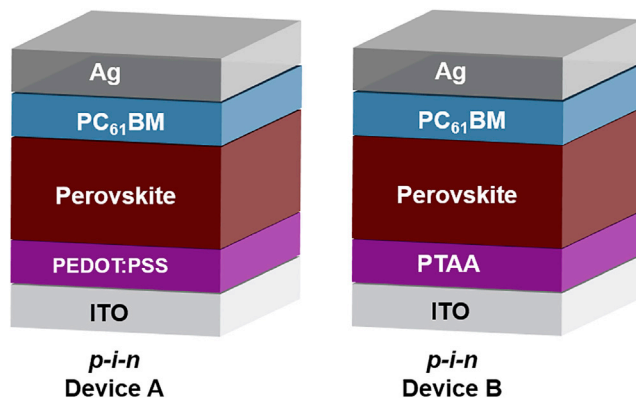 Ag
PC₆₁BM
Perovskite
PEDOT:PSS
ITO
p-i-n
Device A
Ag
PC₆₁BM
Perovskite
PTAA
ITO
p-i-n
Device B